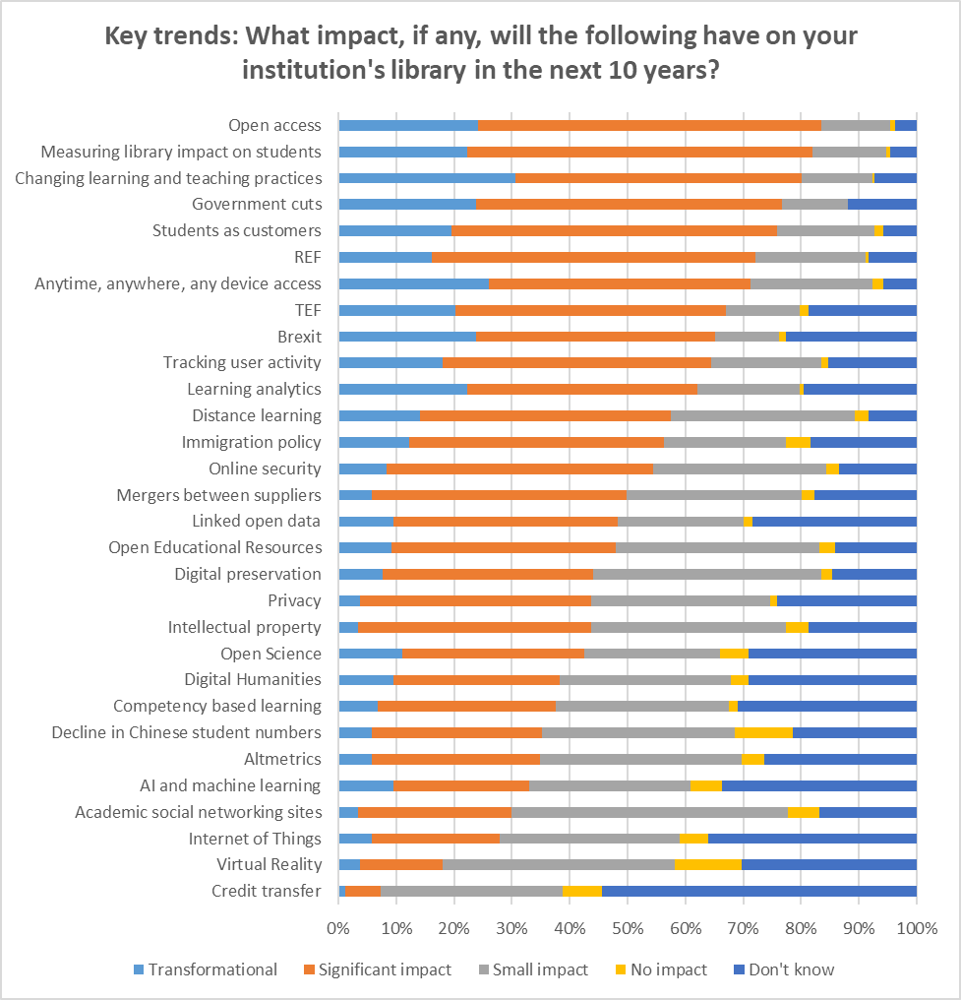 Key trends: What impact, if any, will the following have on your
institution's library in the next 10 years?
Open access
Measuring library impact on students
Changing learning and teaching practices
Government cuts
Students as customers
REF
Anytime, anywhere, any device access
TEF
Brexit
Tracking user activity
Learning analytics
Distance learning
Immigration policy
Online security
Mergers between suppliers
Linked open data
Open Educational Resources
Digital preservation
Privacy
Intellectual property
Open Science
Digital Humanities
Competency based learning
Decline in Chinese student numbers
Altmetrics
AI and machine learning
Academic social networking sites
Internet of Things
Virtual Reality
Credit transfer
0% 10% 20% 30% 40% 50% 60% 70% 80% 90% 100%
Transformational Significant impact Small impact No impact Don't know